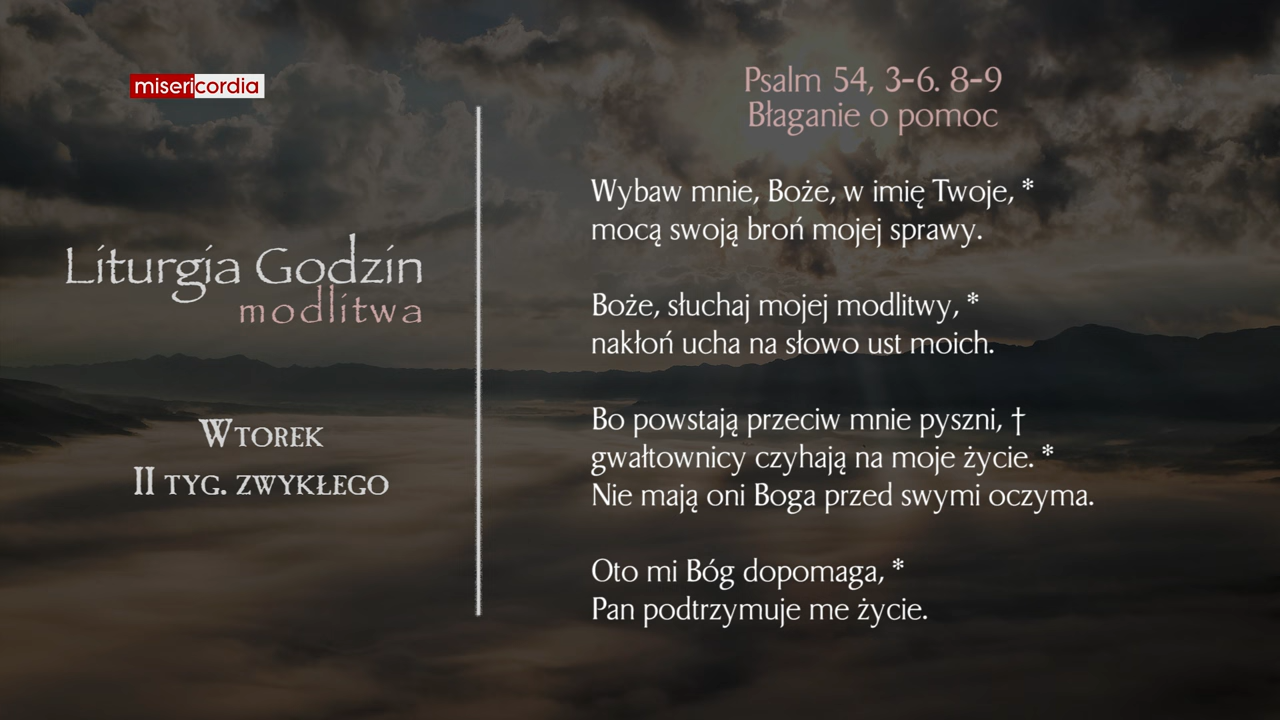 misericordia
Liturgia Godzin
modlitwa
Wtorek
II tyg. zwykłego
Psalm 54, 3-6. 8-9
Błaganie o pomoc
Wybaw mnie, Boże, w imię Twoje, *
mocą swoją broń mojej sprawy.
Boże, słuchaj mojej modlitwy, *
nakłoń ucha na słowo ust moich.
Bo powstają przeciw mnie pyszni, †
gwałtownicy czyhają na moje życie. *
Nie mają oni Boga przed swymi oczyma.
Oto mi Bóg dopomaga, *
Pan podtrzymuje me życie.